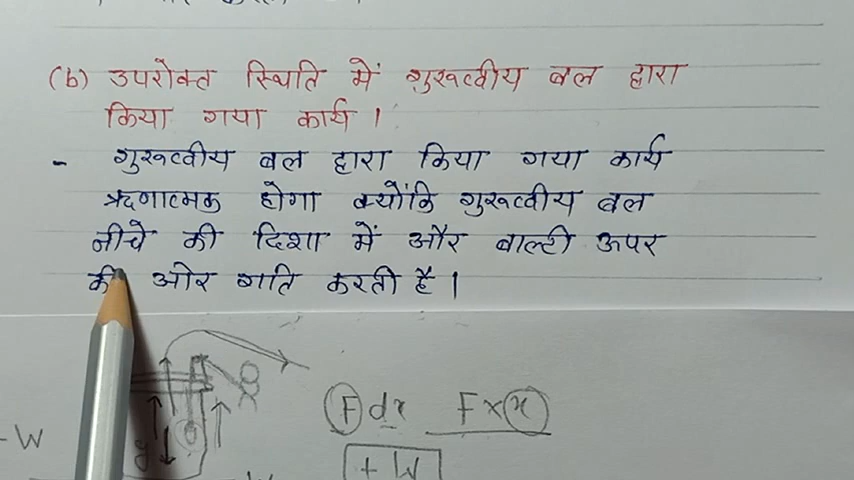 (b) उपरोक्त स्थिति में गुरूत्वीय बल द्वारा
किया गया कार्य ।
- गुरूत्वीय बल द्वारा किया गया कार्य
ऋणात्मक होगा क्योंकि गुरूत्वीय बल
नीचे की दिशा में और बाल्टी ऊपर
की ओर गति करती है ।
F dx F×(x)
-W
+W